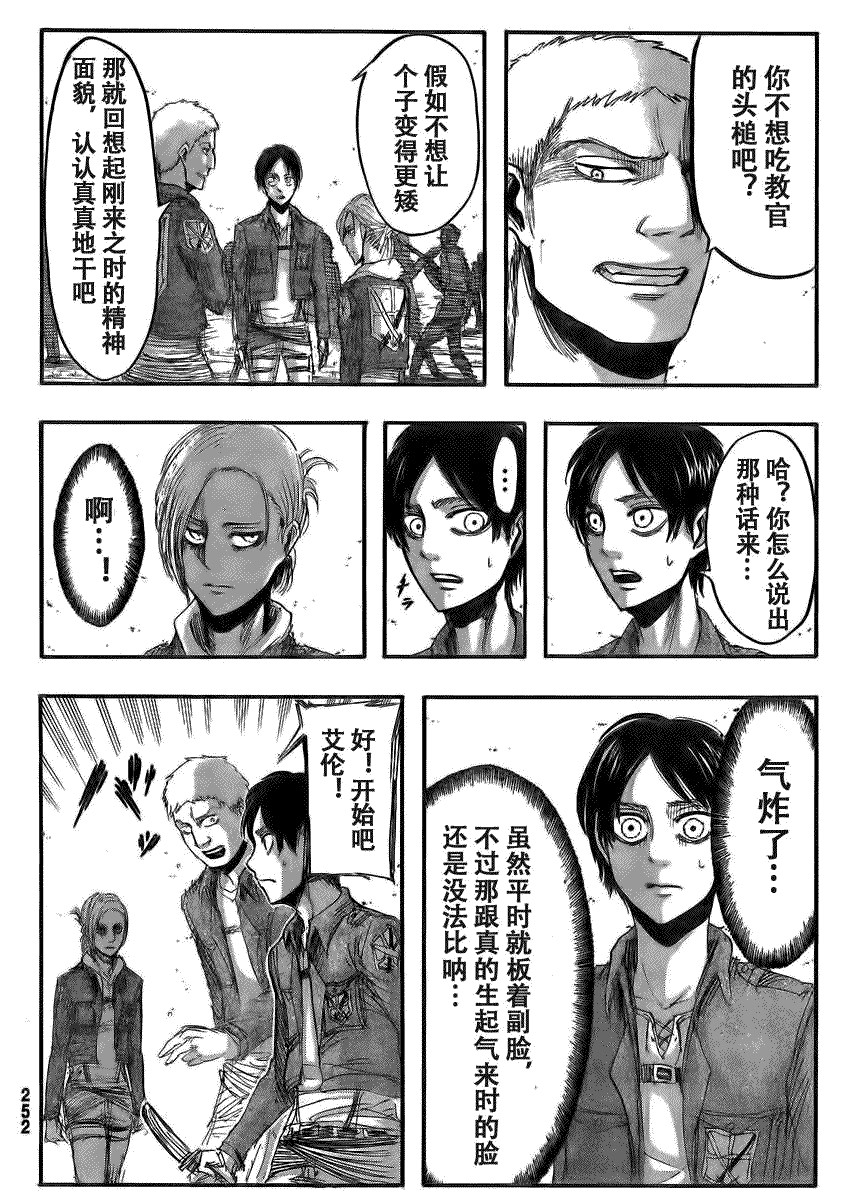 你不想吃教官
的头槌吧？
假如不想让
个子变得更矮
那就回想起刚来之时的精神
面貌，认认真真地干吧
哈？你怎么说出
那种话来…
…
啊…！
气炸了…
虽然平时就板着副脸，
不过那跟真的生起气来时的脸
还是没法比呐…
好！开始吧
艾伦！
252